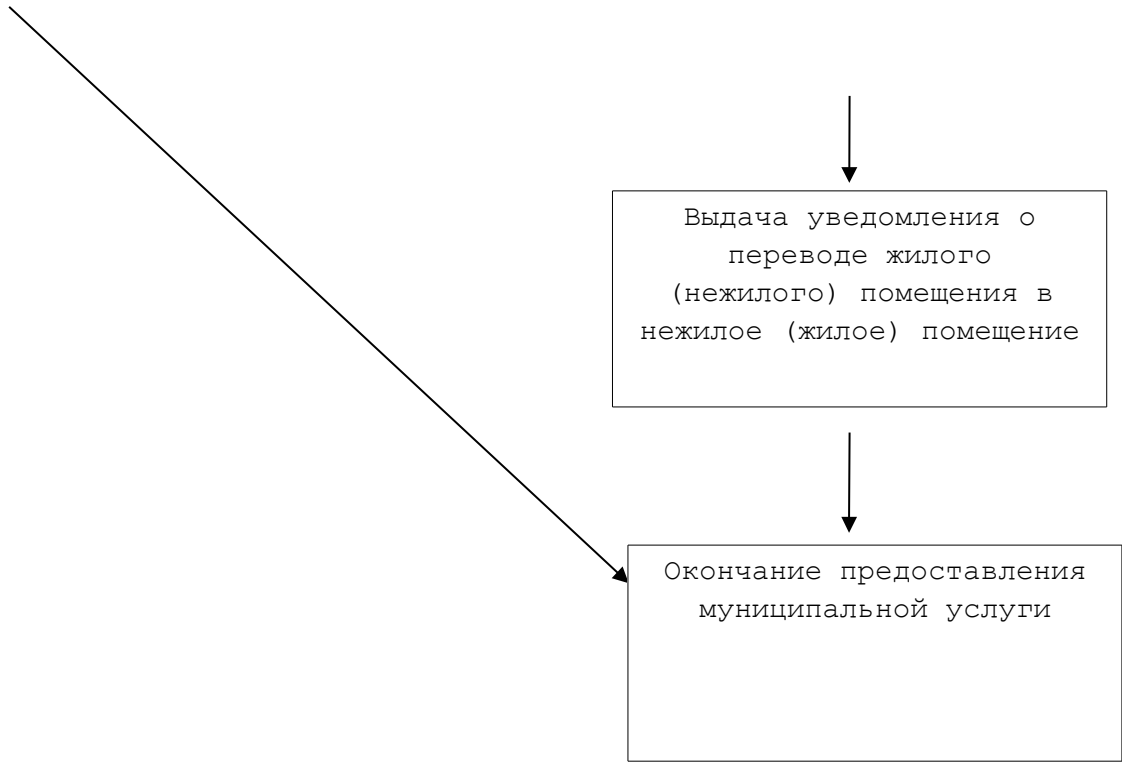 Выдача уведомления о
переводе жилого
(нежилого) помещения в
нежилое (жилое) помещение
Окончание предоставления
муниципальной услуги